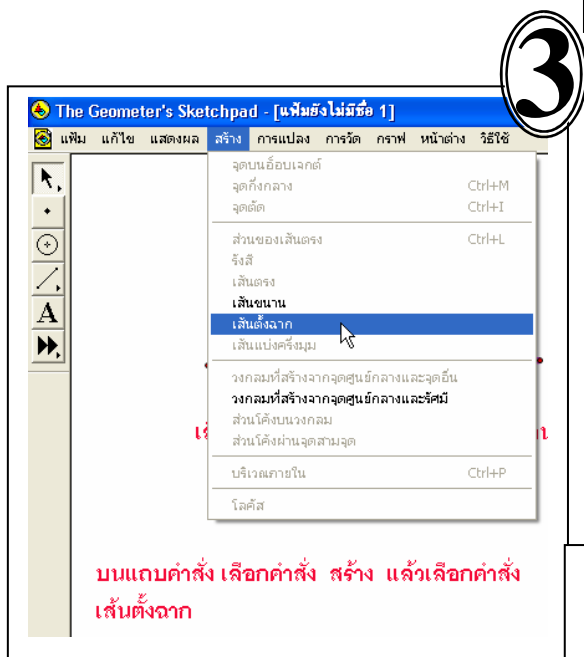 3
The Geometer's Sketchpad - [แฟ้มยังไม่มีชื่อ 1]
แฟ้ม แก้ไข แสดงผล สร้าง การแปลง การวัด กราฟ หน้าต่าง วิธีใช้
จุดบนอ็อบเจกต์
จุดกึ่งกลาง Ctrl+M
จุดตัด Ctrl+I
ส่วนของเส้นตรง Ctrl+L
รังสี
เส้นตรง
เส้นขนาน
เส้นตั้งฉาก
เส้นแบ่งครึ่งมุม
วงกลมที่สร้างจากจุดศูนย์กลางและจุดอื่น
วงกลมที่สร้างจากจุดศูนย์กลางและรัศมี
ส่วนโค้งบนวงกลม
ส่วนโค้งผ่านจุดสามจุด
บริเวณภายใน Ctrl+P
โลคัส
A
บนแถบคำสั่ง เลือกคำสั่ง สร้าง แล้วเลือกคำสั่ง
เส้นตั้งฉาก